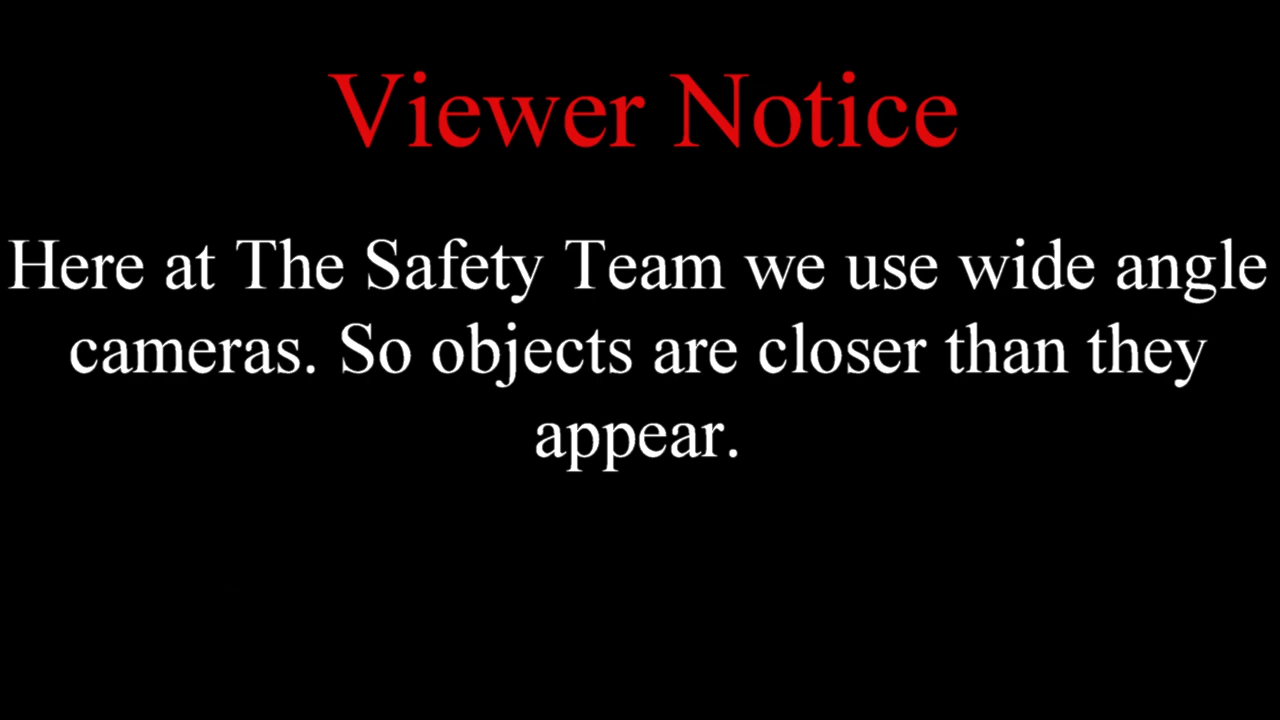 Viewer Notice
Here at The Safety Team we use wide angle
cameras. So objects are closer than they
appear.